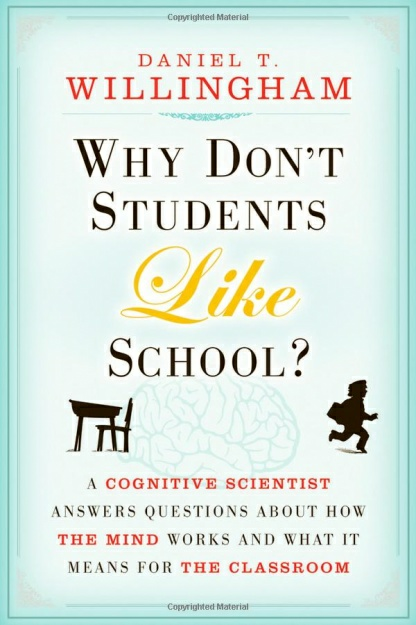 Copyrighted Material
DANIEL T.
WILLINGHAM
WHY DON'T
STUDENTS
Like
SCHOOL?
A COGNITIVE SCIENTIST
ANSWERS QUESTIONS ABOUT HOW
THE MIND WORKS AND WHAT IT
MEANS FOR THE CLASSROOM
Copyrighted Material